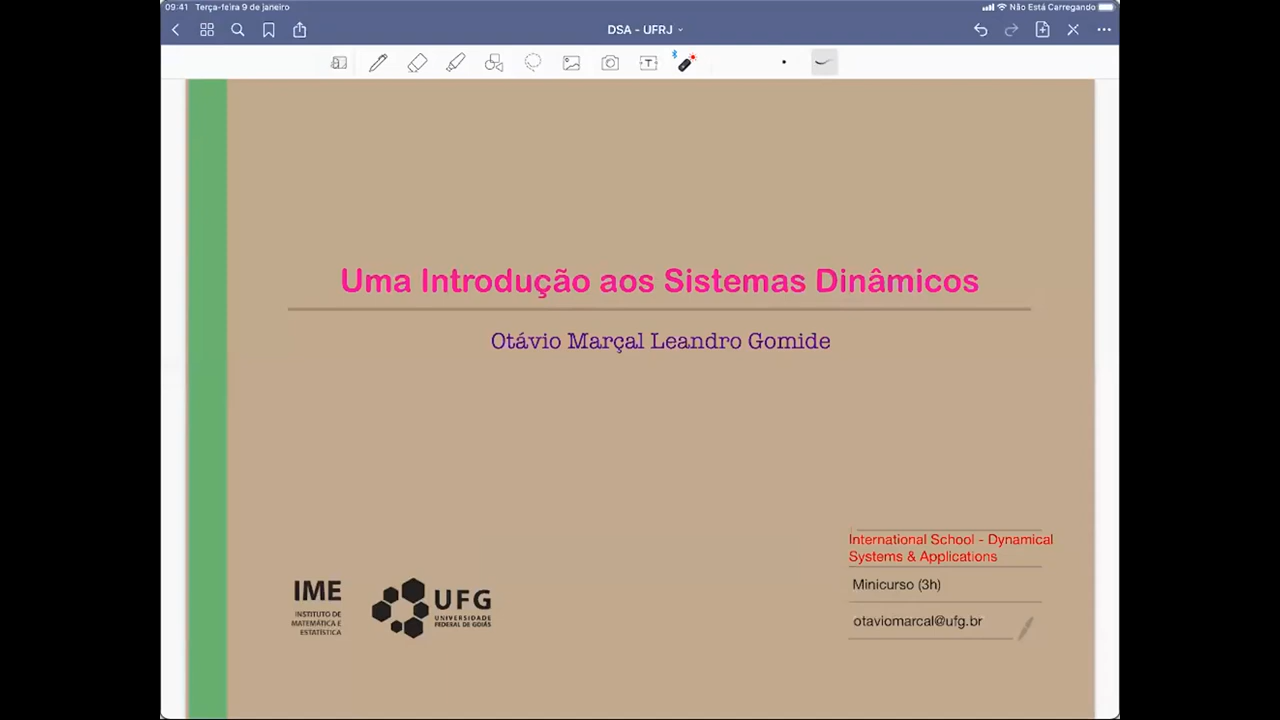 09:41 Terça-feira 9 de janeiro
Não Está Carregando
DSA - UFRJ
T
Uma Introdução aos Sistemas Dinâmicos
Otávio Marçal Leandro Gomide
International School - Dynamical
Systems & Applications
Minicurso (3h)
otaviomarcal@ufg.br
IME
INSTITUTO DE
MATEMÁTICA E
ESTATÍSTICA
UFG
UNIVERSIDADE
FEDERAL DE GOIÁS